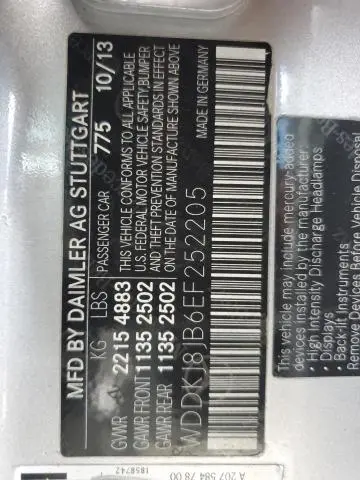 MFD BY DAIMLER AG STUTTGART
KG LBS PASSENGER CAR 775 10/13
GVWR 2215 4883 THIS VEHICLE CONFORMS TO ALL APPLICABLE
GAWR FRONT 1135 2502 U.S. FEDERAL MOTOR VEHICLE SAFETY, BUMPER
GAWR REAR 1135 2502 AND THEFT PREVENTION STANDARDS IN EFFECT
ON THE DATE OF MANUFACTURE SHOWN ABOVE
WDDKJ8JB6EF252205 MADE IN GERMANY
1858742
A 207 584 78 00
This vehicle may include mercury-added
devices installed by the manufacturer:
• High Intensity Discharge Headlamps
• Displays
• Interior
Remove devices before Vehicle Disposal